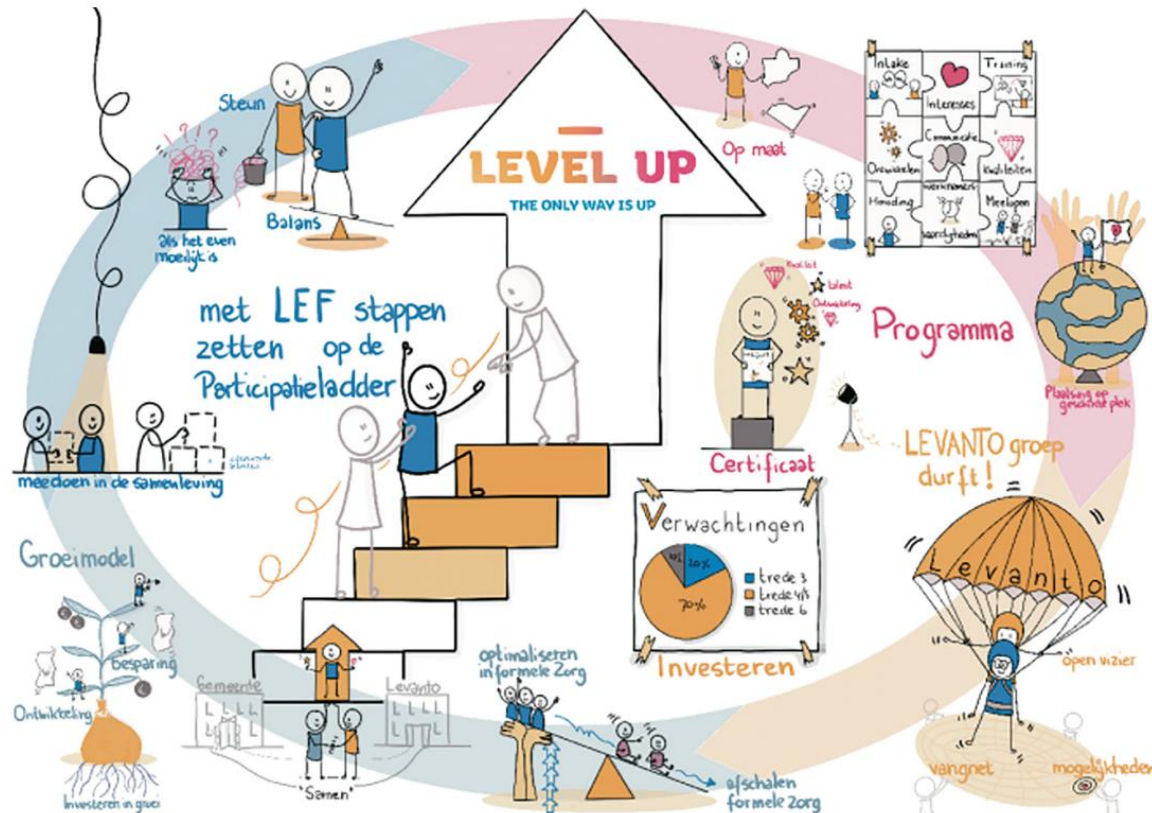 LEVEL UP
THE ONLY WAY IS UP
Steun
Balans
!?!?!
als het even
moeilijk is
met LEF stappen
zetten op de
Participatieladder
meedoen in de samenleving
Groeimodel
besparing
Ontwikkeling
Investeren in groei
Gemeente
Levanto
"Samen"
optimaliseren
informele Zorg
afschalen
formele Zorg
Op maat
Intake
Interesses
Training
Ontwikkelen
Communicatie
kwaliteiten
Houding
werknemers
vaardigheden
Meelopen
Programma
Plaatsing op
geschikte plek
kwaliteit
talent
Ontwikkeling
Certificaat
LEVANTO groep
durft!
Verwachtingen
10%
20%
70%
trede 3
trede 4/5
trede 6
Investeren
Levanto
open vizier
vangnet
mogelijkheden